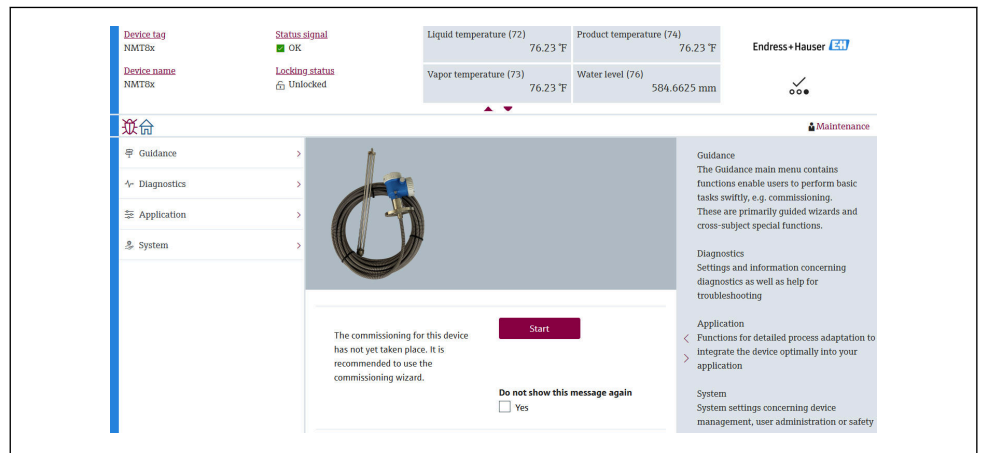 Device tag
NMT8x
Status signal
OK
Liquid temperature (72)
76.23 °F
Product temperature (74)
76.23 °F
Endress+Hauser EH
Device name
NMT8x
Locking status
Unlocked
Vapor temperature (73)
76.23 °F
Water level (76)
584.6625 mm
Maintenance
Guidance
Diagnostics
Application
System
The commissioning for this device
has not yet taken place. It is
recommended to use the
commissioning wizard.
Start
Do not show this message again
Yes
Guidance
The Guidance main menu contains
functions enable users to perform basic
tasks swiftly, e.g. commissioning.
These are primarily guided wizards and
cross-subject special functions.
Diagnostics
Settings and information concerning
diagnostics as well as help for
troubleshooting
Application
Functions for detailed process adaptation to
integrate the device optimally into your
application
System
System settings concerning device
management, user administration or safety